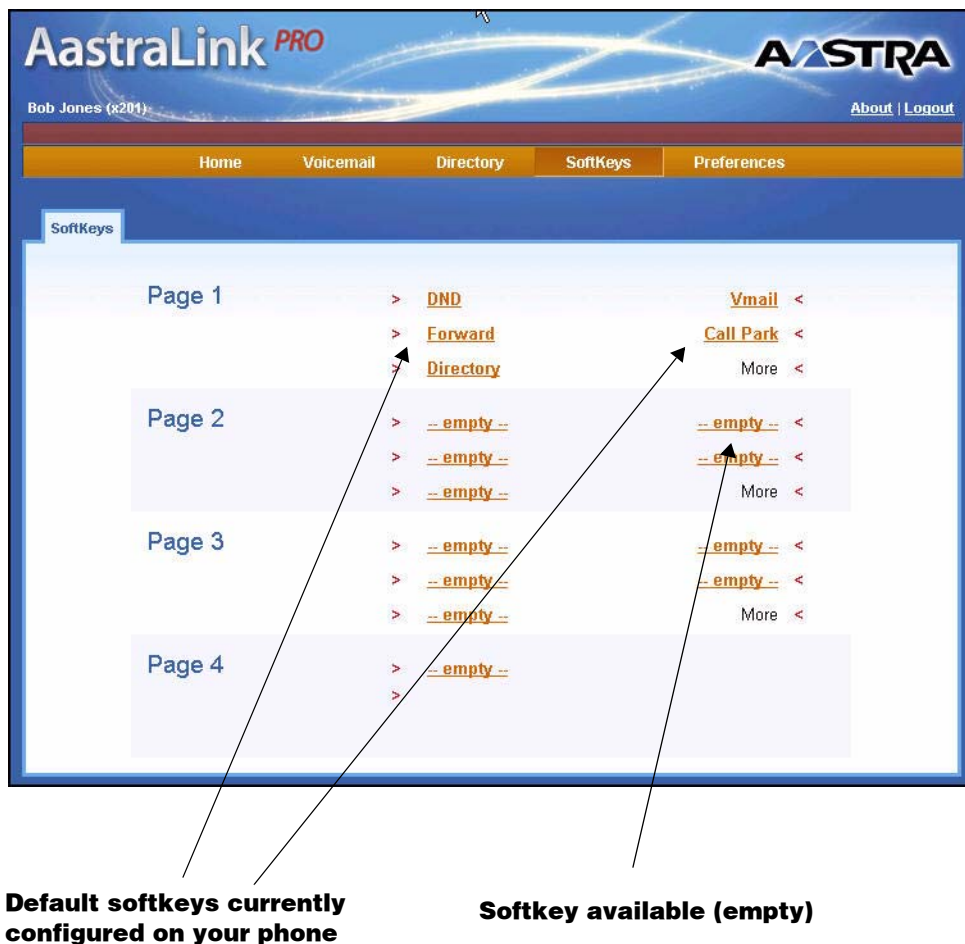 AastraLink PRO
AASTRA
Bob Jones (x201)
About | Logout
Home Voicemail Directory SoftKeys Preferences
SoftKeys
Page 1 > DND Vmail <
> Forward Call Park <
> Directory More <
Page 2 > -- empty -- -- empty -- <
> -- empty -- -- empty -- <
> -- empty -- More <
Page 3 > -- empty -- -- empty -- <
> -- empty -- -- empty -- <
> -- empty -- More <
Page 4 > -- empty --
>
Default softkeys currently
configured on your phone
Softkey available (empty)